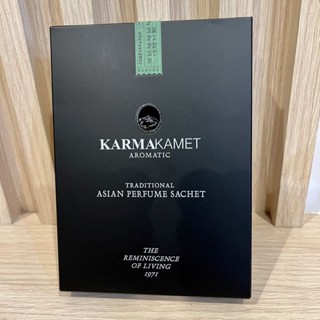 KARMAKAMET
AROMATIC
TRADITIONAL
ASIAN PERFUME SACHET
THE
REMINISCENCE
OF LIVING
1971